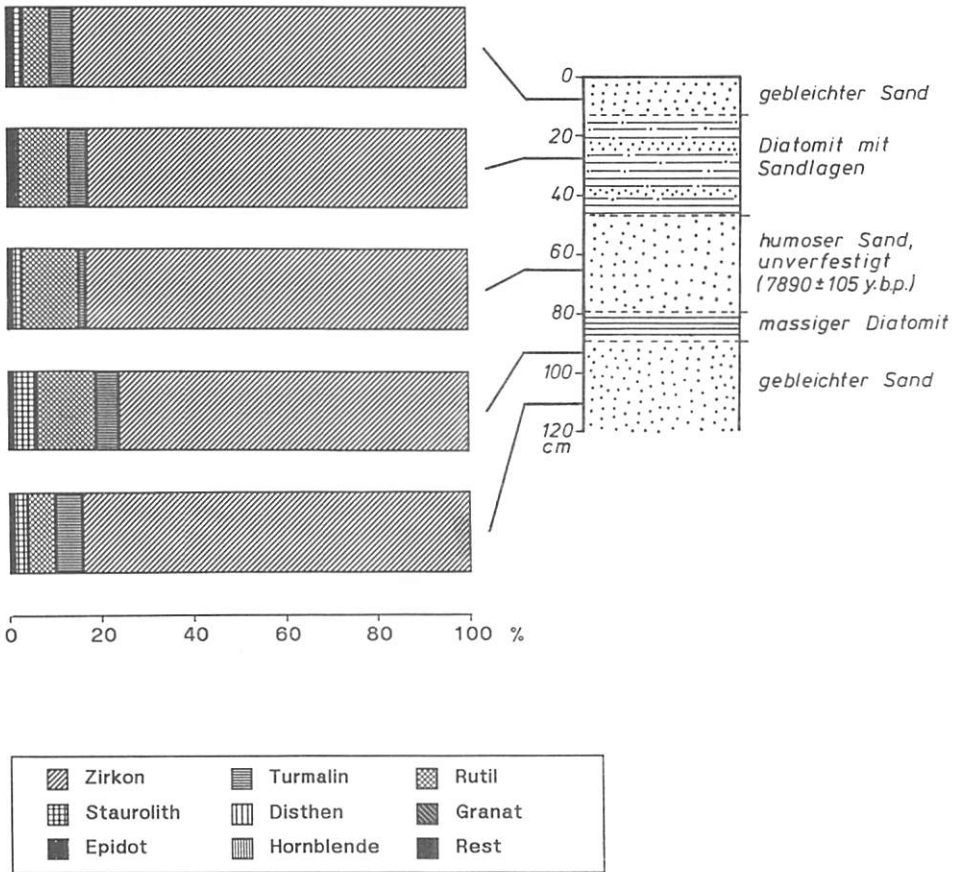 0
gebleichter Sand
20
Diatomit mit
Sandlagen
40
60
humoser Sand,
unverfestigt
(7890 ± 105 y.b.p.)
80
massiger Diatomit
100
gebleichter Sand
120
cm
0 20 40 60 80 100 %
Zirkon Turmalin Rutil
Staurolith Disthen Granat
Epidot Hornblende Rest